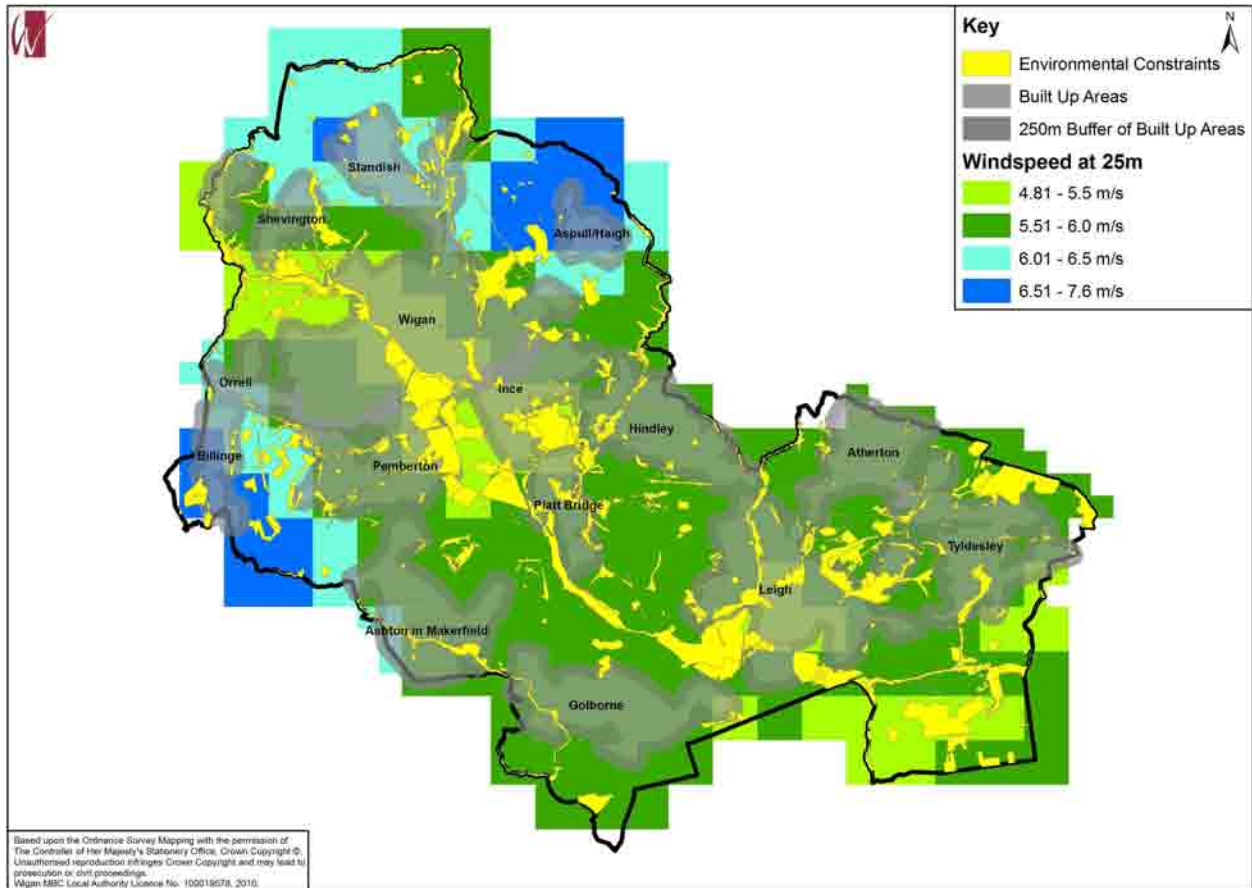 Key
N
Environmental Constraints
Built Up Areas
250m Buffer of Built Up Areas
Windspeed at 25m
4.81 - 5.5 m/s
5.51 - 6.0 m/s
6.01 - 6.5 m/s
6.51 - 7.6 m/s
Standish
Shevington
Aspull/Haigh
Wigan
Orrell
Ince
Hindley
Billinge
Pemberton
Atherton
Platt Bridge
Tyldesley
Leigh
Ashton in Makerfield
Golborne
Based upon the Ordnance Survey Mapping with the permission of
The Controller of Her Majesty's Stationery Office, Crown Copyright ©.
Unauthorised reproduction infringes Crown Copyright and may lead to
prosecution or civil proceedings.
Wigan MBC Local Authority Licence No. 100019578, 2010.